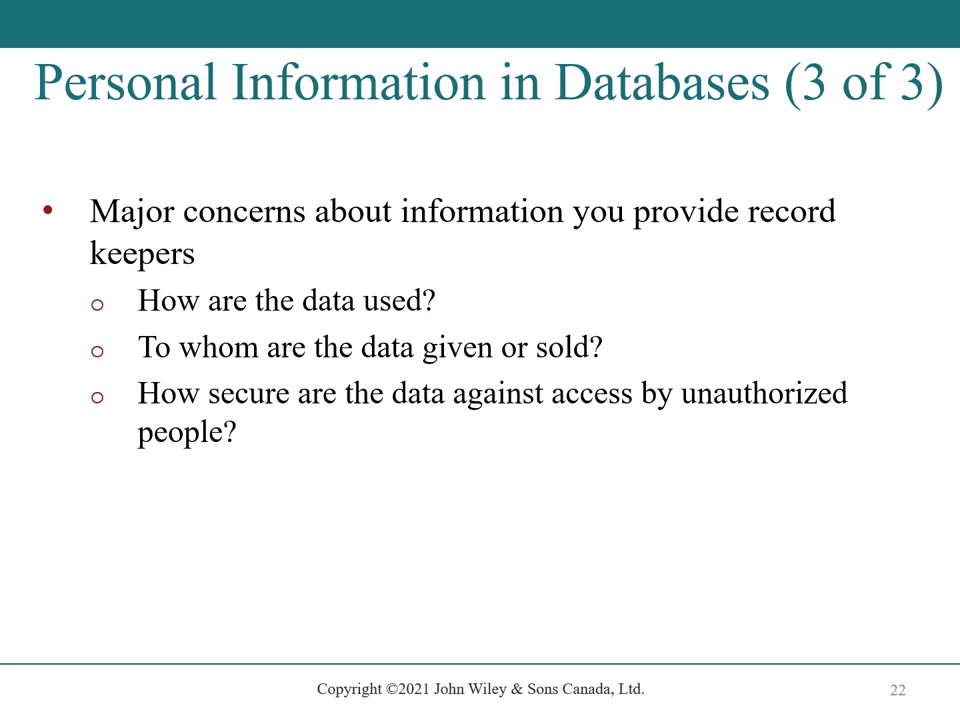 Personal Information in Databases (3 of 3)
• Major concerns about information you provide record
keepers
o How are the data used?
o To whom are the data given or sold?
o How secure are the data against access by unauthorized
people?
Copyright ©2021 John Wiley & Sons Canada, Ltd.
22